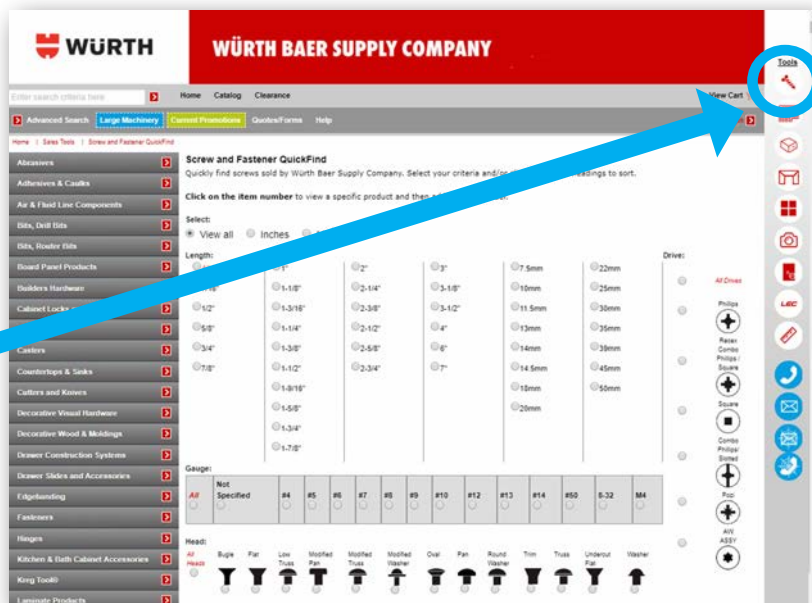 WÜRTH
WÜRTH BAER SUPPLY COMPANY
Tools
Enter search criteria here
Home Catalog Clearance
View Cart
Advanced Search Large Machinery Current Promotions Quotes/Forms Help
Home | Sales Tools | Screw and Fastener QuickFind
Screw and Fastener QuickFind
Quickly find screws sold by Würth Baer Supply Company. Select your criteria and/or
readings to sort.
Click on the item number to view a specific product and then
Select:
View all Inches
Length:
Drive:
1" 2" 3" 7.5mm 22mm
1-1/8" 2-1/4" 3-1/8" 10mm 25mm
1/2" 1-3/16" 2-3/8" 3-1/2" 11.5mm 30mm
5/8" 1-1/4" 2-1/2" 4" 13mm 35mm
3/4" 1-3/8" 2-5/8" 6" 14mm 39mm
7/8" 1-1/2" 2-3/4" 7" 14.5mm 45mm
1-9/16" 18mm 50mm
1-5/8" 20mm
1-3/4"
1-7/8"
All Drives
Phillips
Recex
Combo
Phillips /
Square
Square
Combo
Phillips/
Slotted
Pozi
AW
ASSY
Gauge:
All Not Specified #4 #5 #6 #7 #8 #9 #10 #12 #13 #14 #50 8-32 M4
Head:
All Heads Bugle Flat Low Truss Modified Pan Modified Truss Modified Washer Oval Pan Round Washer Trim Truss Undercut Flat Washer
Abrasives
Adhesives & Caulks
Air & Fluid Line Components
Bits, Drill Bits
Bits, Router Bits
Board Panel Products
Builders Hardware
Cabinet Locks
Casters
Countertops & Sinks
Cutters and Knives
Decorative Visual Hardware
Decorative Wood & Moldings
Drawer Construction Systems
Drawer Slides and Accessories
Edgebanding
Fasteners
Hinges
Kitchen & Bath Cabinet Accessories
Kreg Tool®
Laminate Products